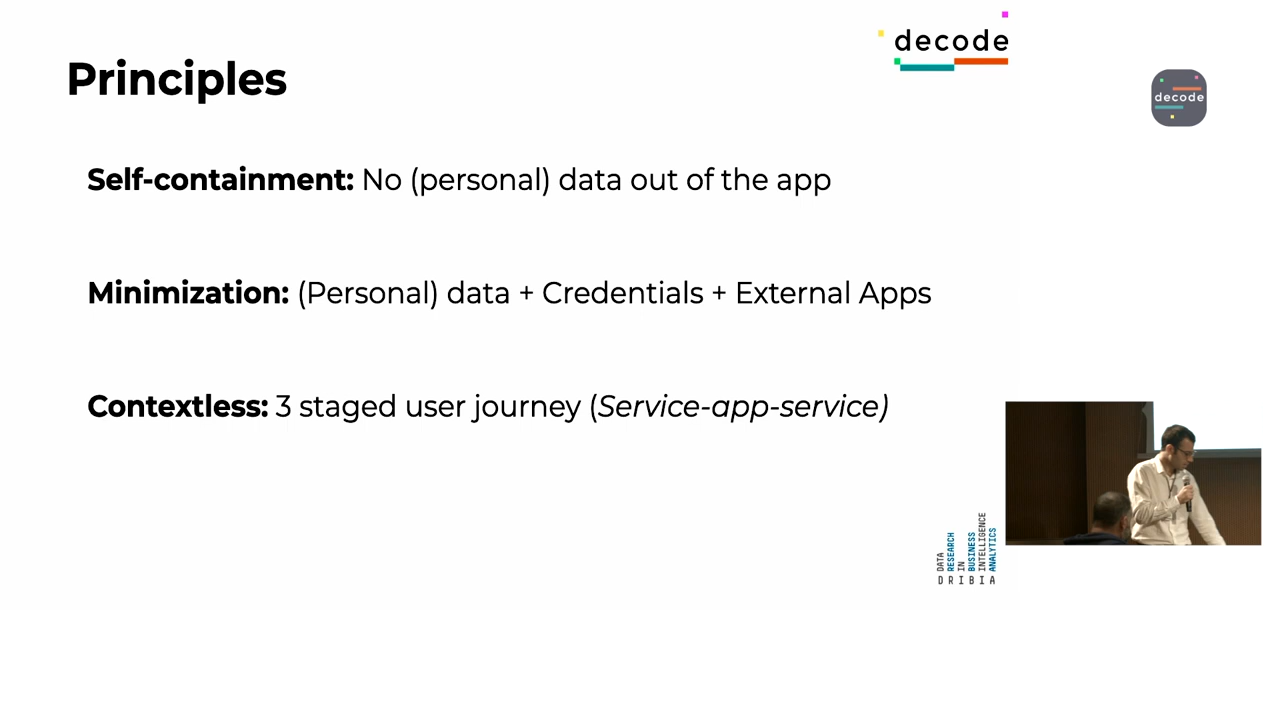 decode
Principles
decode
Self-containment: No (personal) data out of the app
Minimization: (Personal) data + Credentials + External Apps
Contextless: 3 staged user journey (Service-app-service)
DATA
RESEARCH
IN
BUSINESS
INTELLIGENCE
ANALYTICS
DRIBIA